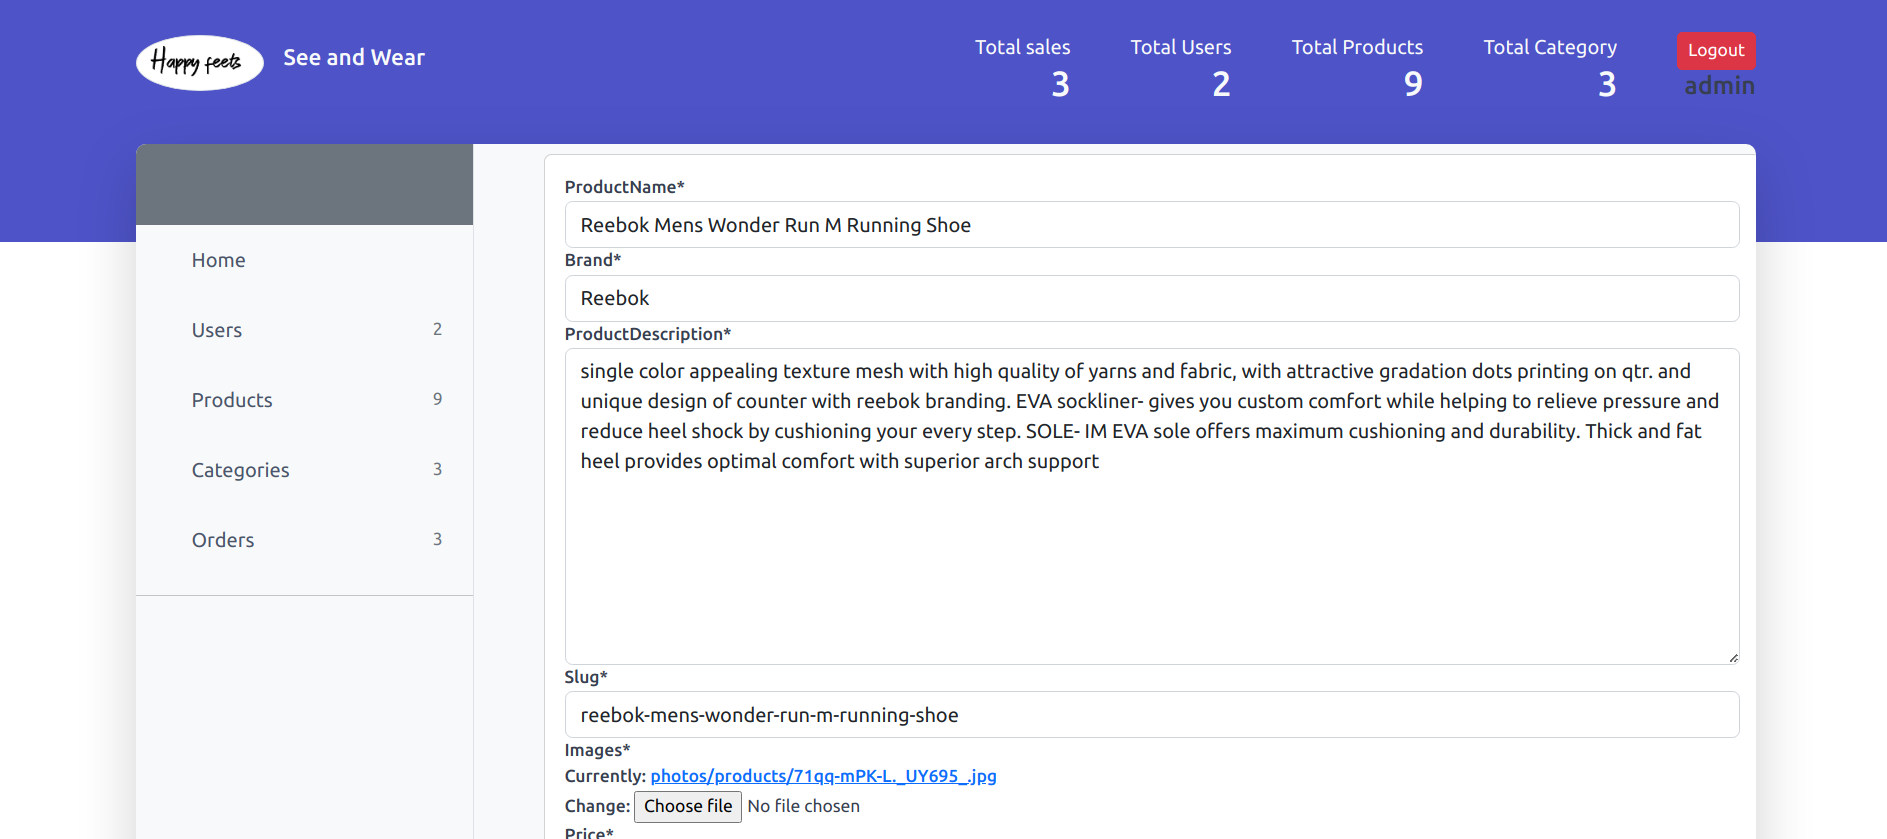 Happy feets
See and Wear
Total sales
3
Total Users
2
Total Products
9
Total Category
3
Logout
admin
Home
Users 2
Products 9
Categories 3
Orders 3
ProductName*
Reebok Mens Wonder Run M Running Shoe
Brand*
Reebok
ProductDescription*
single color appealing texture mesh with high quality of yarns and fabric, with attractive gradation dots printing on qtr. and
unique design of counter with reebok branding. EVA sockliner- gives you custom comfort while helping to relieve pressure and
reduce heel shock by cushioning your every step. SOLE- IM EVA sole offers maximum cushioning and durability. Thick and fat
heel provides optimal comfort with superior arch support
Slug*
reebok-mens-wonder-run-m-running-shoe
Images*
Currently: photos/products/71qq-mPK-L._UY695_.jpg
Change: Choose file No file chosen
Price*